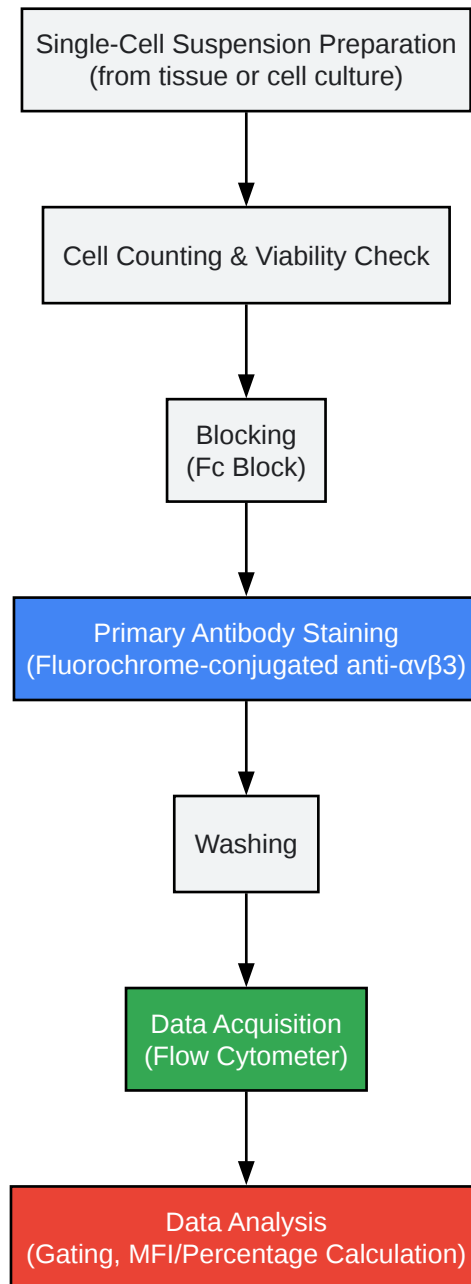 Single-Cell Suspension Preparation
(from tissue or cell culture)
Cell Counting & Viability Check
Blocking
(Fc Block)
Primary Antibody Staining
(Fluorochrome-conjugated anti-αvβ3)
Washing
Data Acquisition
(Flow Cytometer)
Data Analysis
(Gating, MFI/Percentage Calculation)